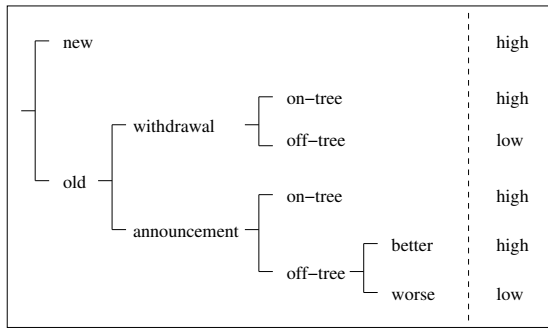 new high
on−tree high
withdrawal
off−tree low
old
on−tree high
announcement
better high
off−tree
worse low